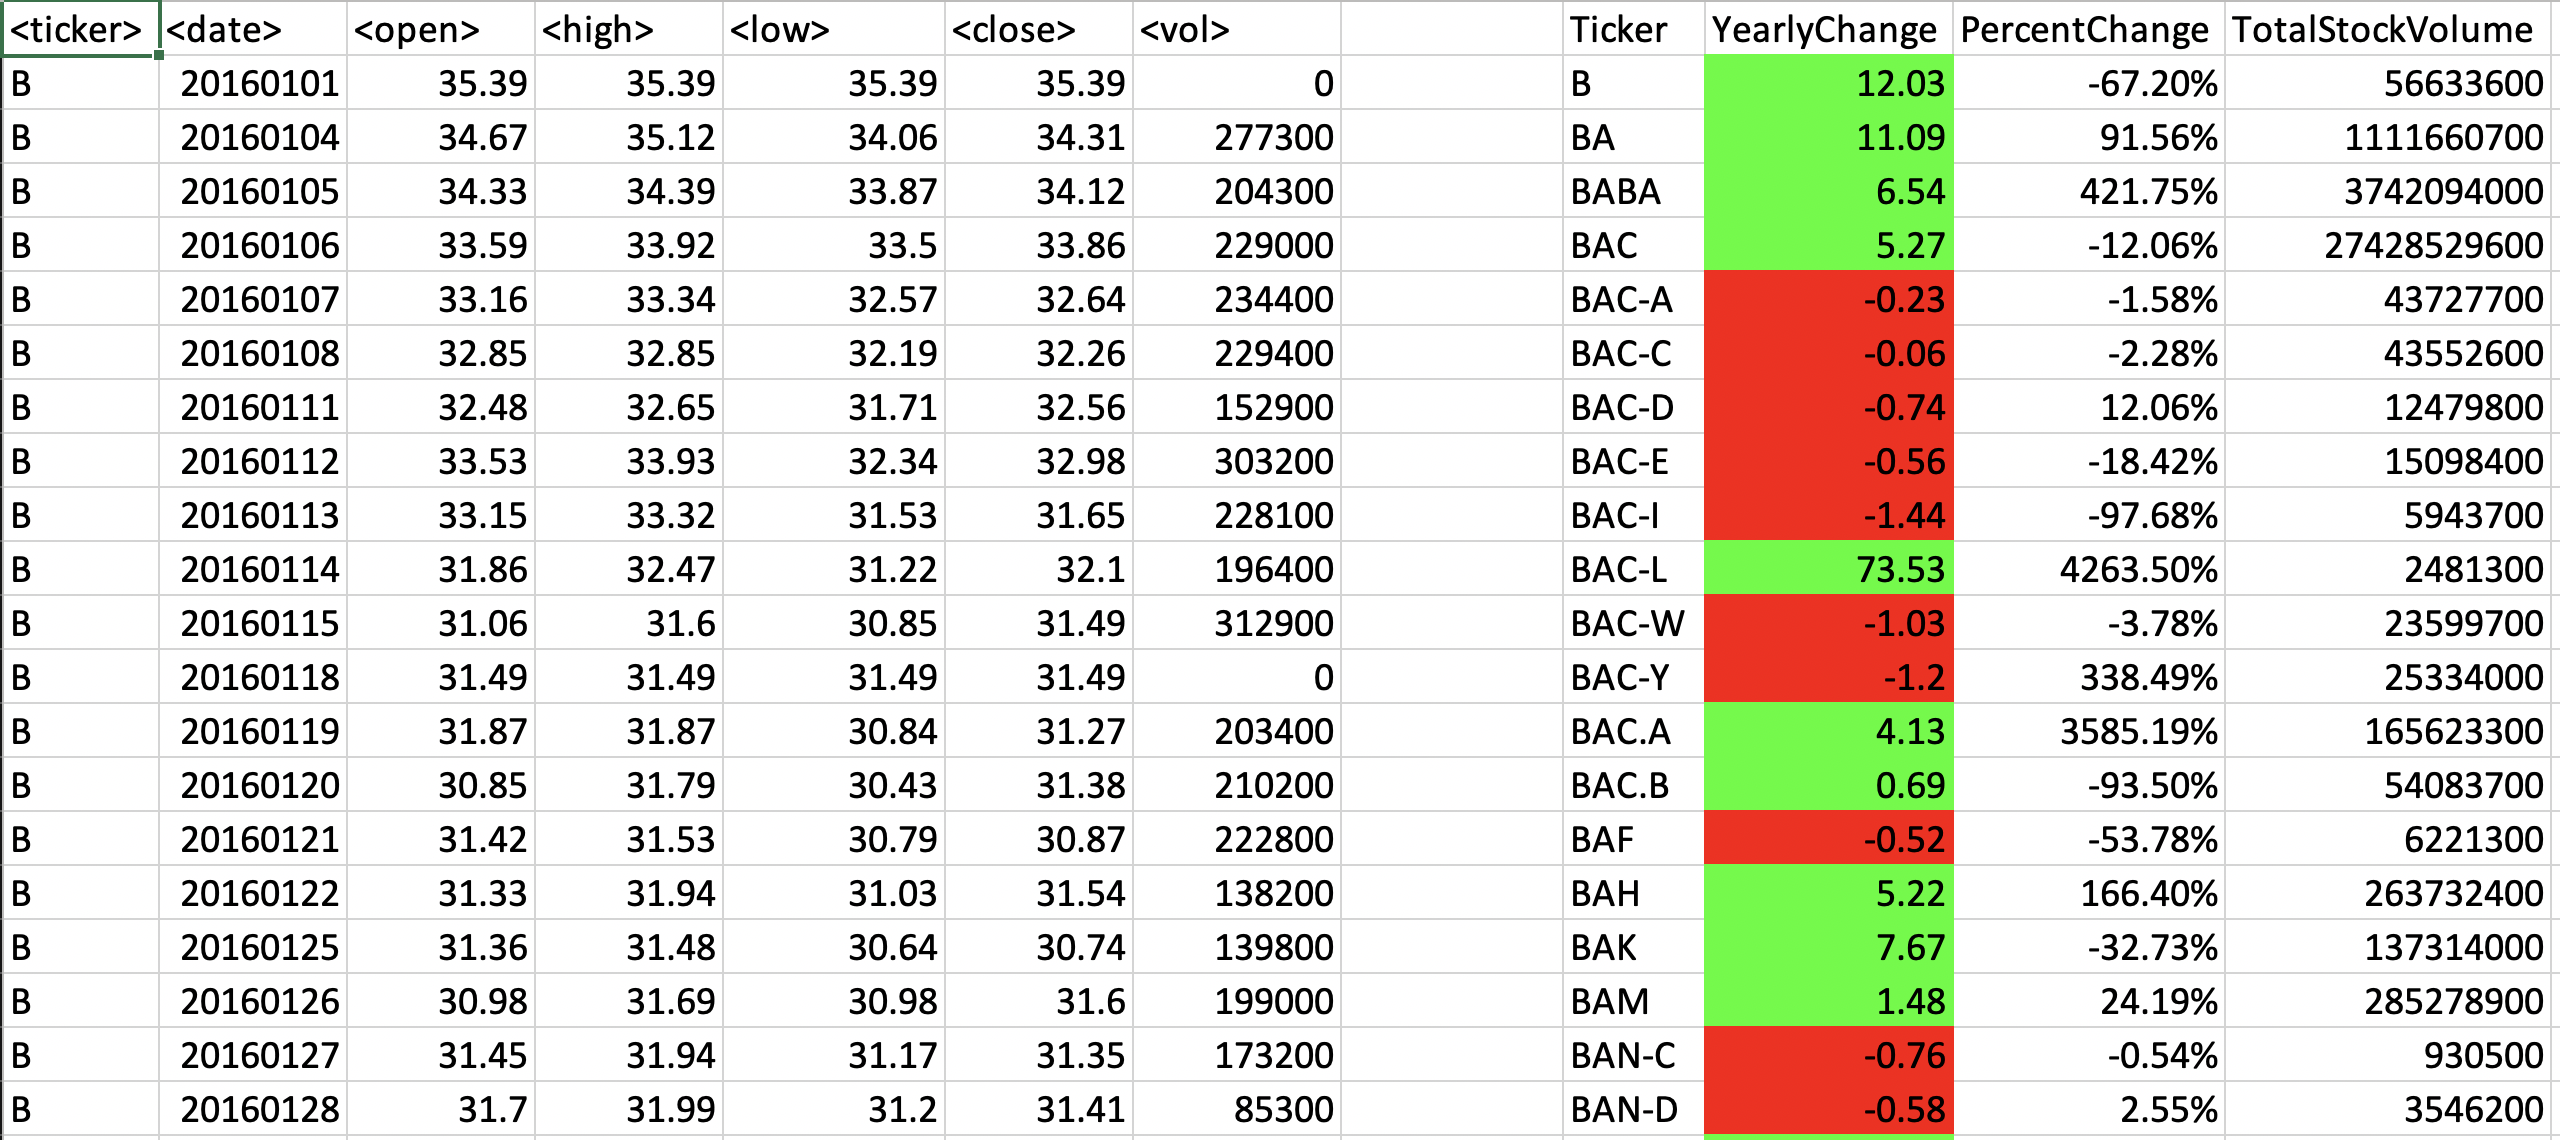 <ticker> <date> <open> <high> <low> <close> <vol> Ticker YearlyChange PercentChange TotalStockVolume
B 20160101 35.39 35.39 35.39 35.39 0 B 12.03 -67.20% 56633600
B 20160104 34.67 35.12 34.06 34.31 277300 BA 11.09 91.56% 1111660700
B 20160105 34.33 34.39 33.87 34.12 204300 BABA 6.54 421.75% 3742094000
B 20160106 33.59 33.92 33.5 33.86 229000 BAC 5.27 -12.06% 27428529600
B 20160107 33.16 33.34 32.57 32.64 234400 BAC-A -0.23 -1.58% 43727700
B 20160108 32.85 32.85 32.19 32.26 229400 BAC-C -0.06 -2.28% 43552600
B 20160111 32.48 32.65 31.71 32.56 152900 BAC-D -0.74 12.06% 12479800
B 20160112 33.53 33.93 32.34 32.98 303200 BAC-E -0.56 -18.42% 15098400
B 20160113 33.15 33.32 31.53 31.65 228100 BAC-I -1.44 -97.68% 5943700
B 20160114 31.86 32.47 31.22 32.1 196400 BAC-L 73.53 4263.50% 2481300
B 20160115 31.06 31.6 30.85 31.49 312900 BAC-W -1.03 -3.78% 23599700
B 20160118 31.49 31.49 31.49 31.49 0 BAC-Y -1.2 338.49% 25334000
B 20160119 31.87 31.87 30.84 31.27 203400 BAC.A 4.13 3585.19% 165623300
B 20160120 30.85 31.79 30.43 31.38 210200 BAC.B 0.69 -93.50% 54083700
B 20160121 31.42 31.53 30.79 30.87 222800 BAF -0.52 -53.78% 6221300
B 20160122 31.33 31.94 31.03 31.54 138200 BAH 5.22 166.40% 263732400
B 20160125 31.36 31.48 30.64 30.74 139800 BAK 7.67 -32.73% 137314000
B 20160126 30.98 31.69 30.98 31.6 199000 BAM 1.48 24.19% 285278900
B 20160127 31.45 31.94 31.17 31.35 173200 BAN-C -0.76 -0.54% 930500
B 20160128 31.7 31.99 31.2 31.41 85300 BAN-D -0.58 2.55% 3546200